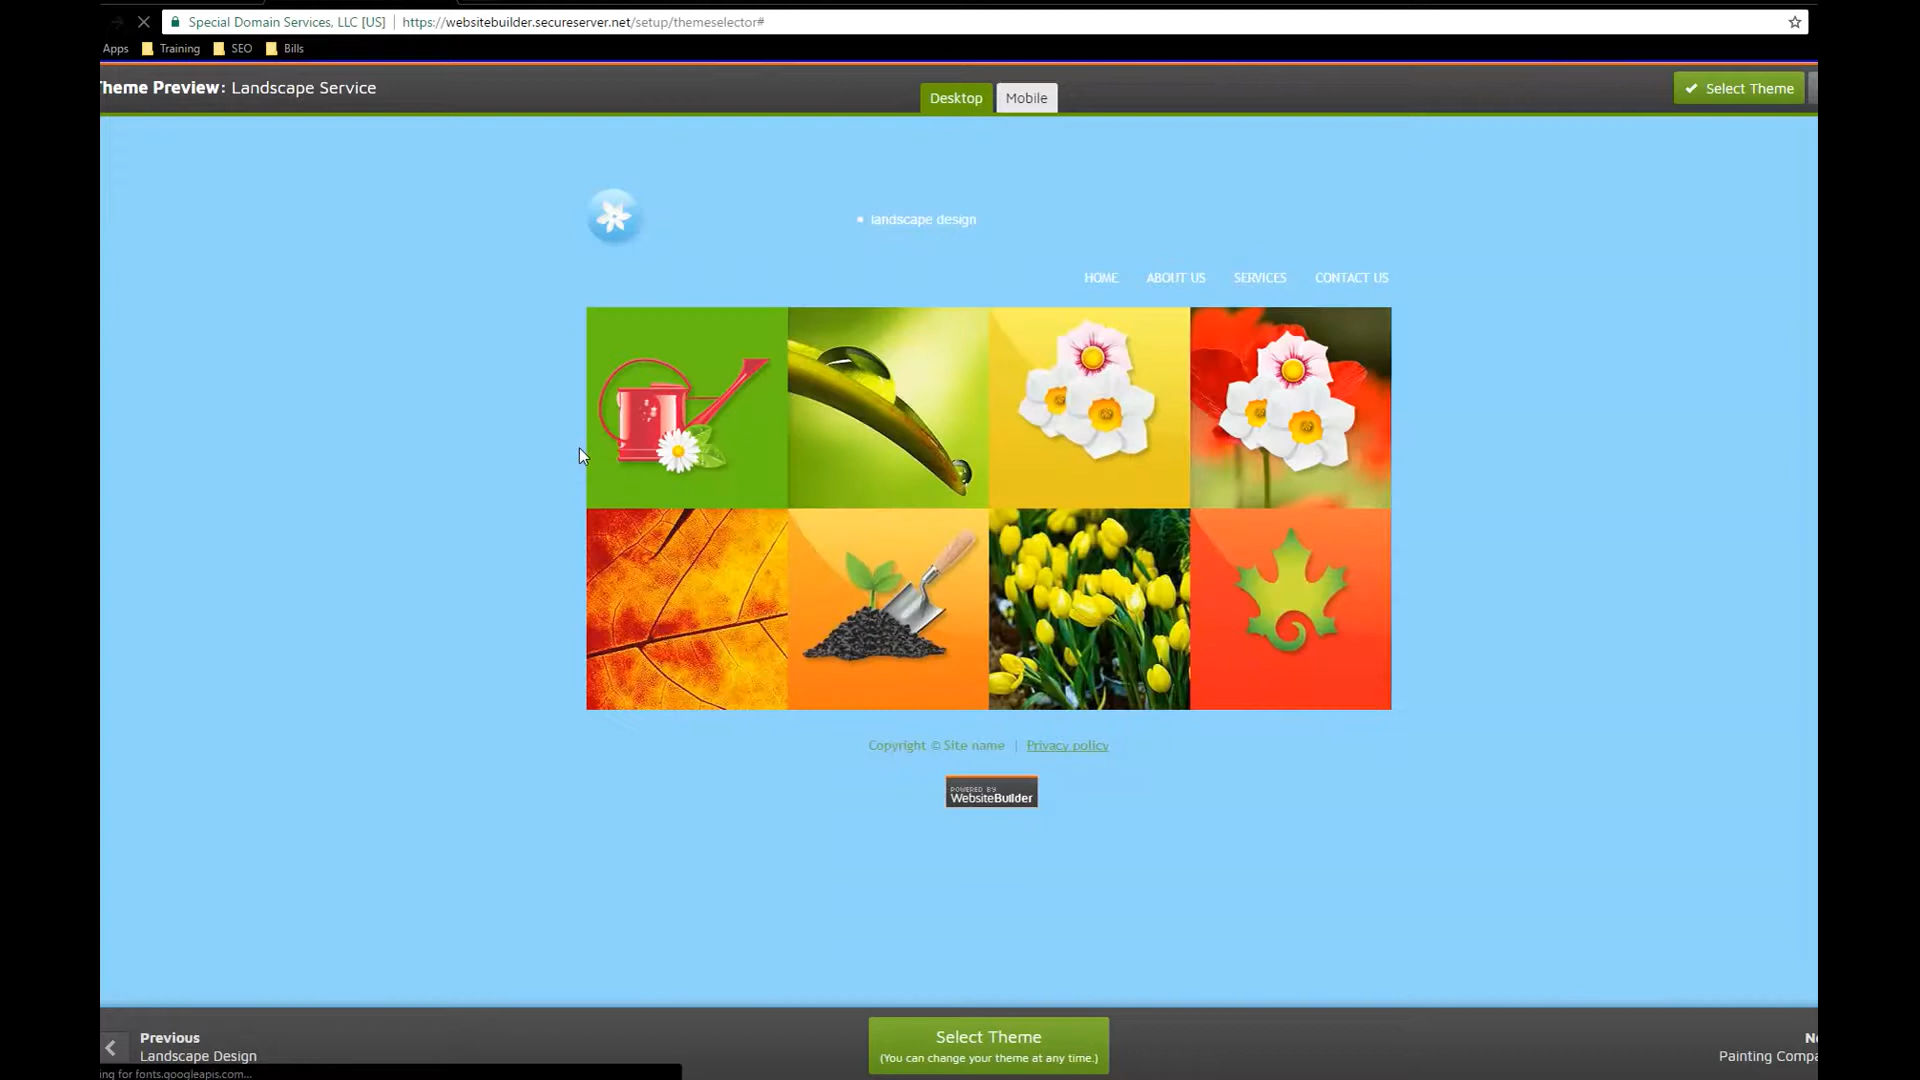 Special Domain Services, LLC [US] | https://websitebuilder.secureserver.net/setup/themeselector#
Apps Training SEO Bills
heme Preview: Landscape Service
Desktop Mobile
Select Theme
landscape design
HOME ABOUT US SERVICES CONTACT US
Copyright © Site name | Privacy policy
POWERED BY
WebsiteBuilder
Previous
Landscape Design
Select Theme
(You can change your theme at any time.)
Painting Compa
ing for fonts.googleapis.com...